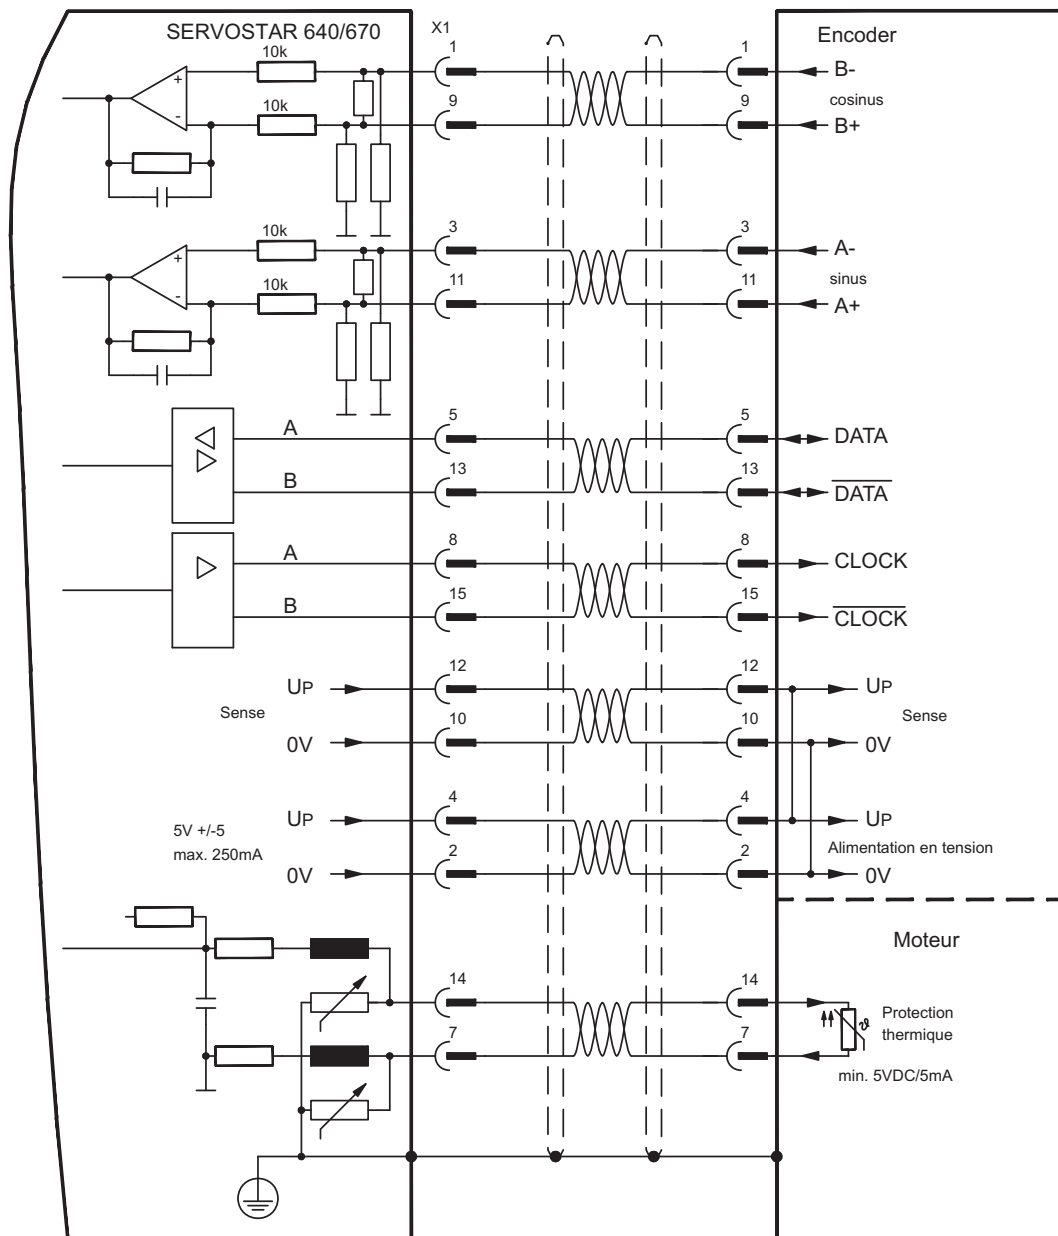 SERVOSTAR 640/670
X1
Encoder
10k
1
1
B-
cosinus
10k
9
9
B+
10k
3
3
A-
sinus
10k
11
11
A+
A
5
5
DATA
B
13
13
DATA
A
8
8
CLOCK
B
15
15
CLOCK
UP
12
12
UP
Sense
Sense
0V
10
10
0V
UP
4
4
UP
5V +/-5
max. 250mA
Alimentation en tension
0V
2
2
0V
Moteur
14
14
Protection
thermique
7
7
min. 5VDC/5mA
+
-
+
-
ϑ